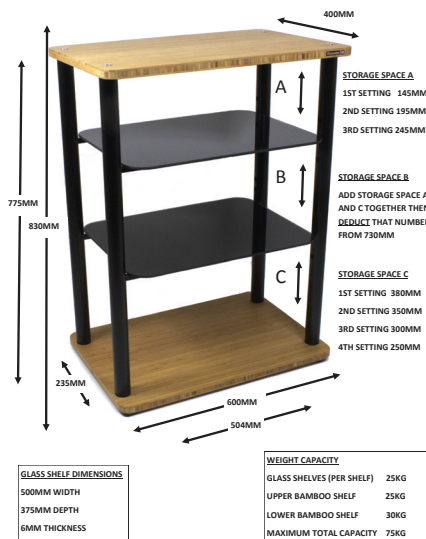 400MM
A
STORAGE SPACE A
1ST SETTING 145MM
2ND SETTING 195MM
3RD SETTING 245MM
B
STORAGE SPACE B
ADD STORAGE SPACE A
AND C TOGETHER THEN
DEDUCT THAT NUMBER
FROM 730MM
775MM
830MM
C
STORAGE SPACE C
1ST SETTING 380MM
2ND SETTING 350MM
3RD SETTING 300MM
4TH SETTING 250MM
235MM
600MM
504MM
GLASS SHELF DIMENSIONS
500MM WIDTH
375MM DEPTH
6MM THICKNESS
WEIGHT CAPACITY
GLASS SHELVES (PER SHELF) 25KG
UPPER BAMBOO SHELF 25KG
LOWER BAMBOO SHELF 30KG
MAXIMUM TOTAL CAPACITY 75KG